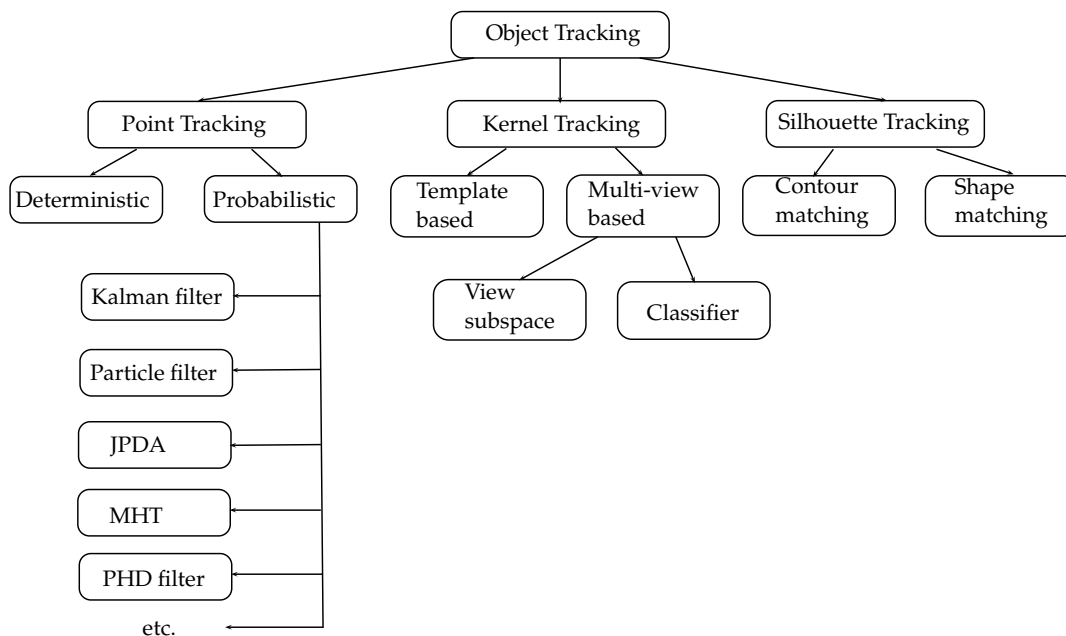 Object Tracking
Point Tracking
Kernel Tracking
Silhouette Tracking
Deterministic
Probabilistic
Template
based
Multi-view
based
Contour
matching
Shape
matching
Kalman filter
View
subspace
Classifier
Particle filter
JPDA
MHT
PHD filter
etc.